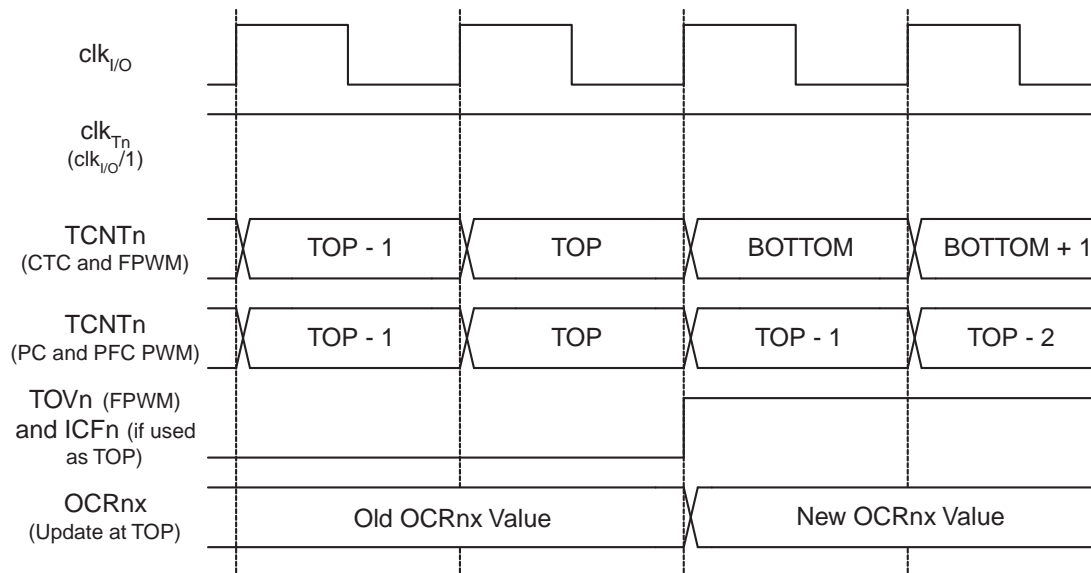 clkI/O
clkTn
(clkI/O/1)
TCNTn
(CTC and FPWM)
TOP - 1
TOP
BOTTOM
BOTTOM + 1
TCNTn
(PC and PFC PWM)
TOP - 1
TOP
TOP - 1
TOP - 2
TOVn (FPWM)
and ICFn (if used
as TOP)
OCRnx
(Update at TOP)
Old OCRnx Value
New OCRnx Value